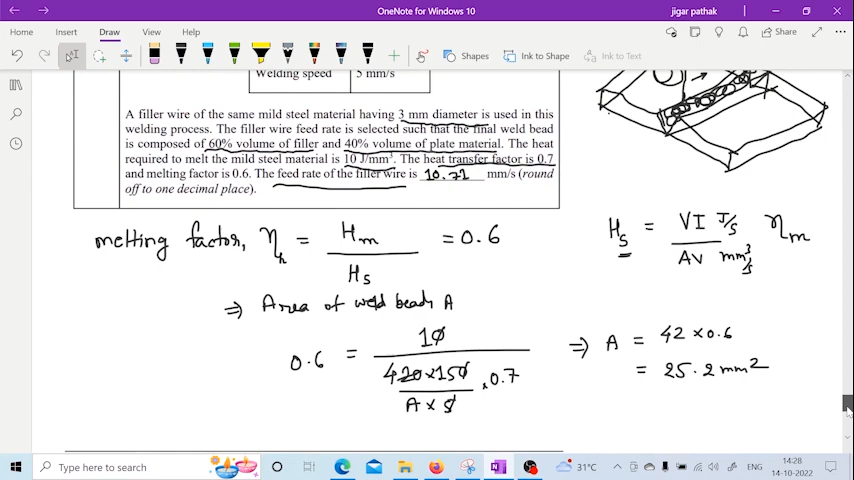 OneNote for Windows 10
jigar pathak
Home Insert Draw View Help
Share
Shapes Ink to Shape Ink to Text
Welding speed 5 mm/s
A filler wire of the same mild steel material having 3 mm diameter is used in this
welding process. The filler wire feed rate is selected such that the final weld bead
is composed of 60% volume of filler and 40% volume of plate material. The heat
required to melt the mild steel material is 10 J/mm³. The heat transfer factor is 0.7
and melting factor is 0.6. The feed rate of the filler wire is 10.71 mm/s (round
off to one decimal place).
melting factor, η = Hm / Hs = 0.6
Hs = VI J/s / Av mm³/s ηm
⇒ Area of weld bead, A
0.6 = 10 / (420 × 150 / A × 5 × 0.7)
⇒ A = 42 × 0.6
= 25.2 mm²
Type here to search
31°C
ENG
14:28
14-10-2022